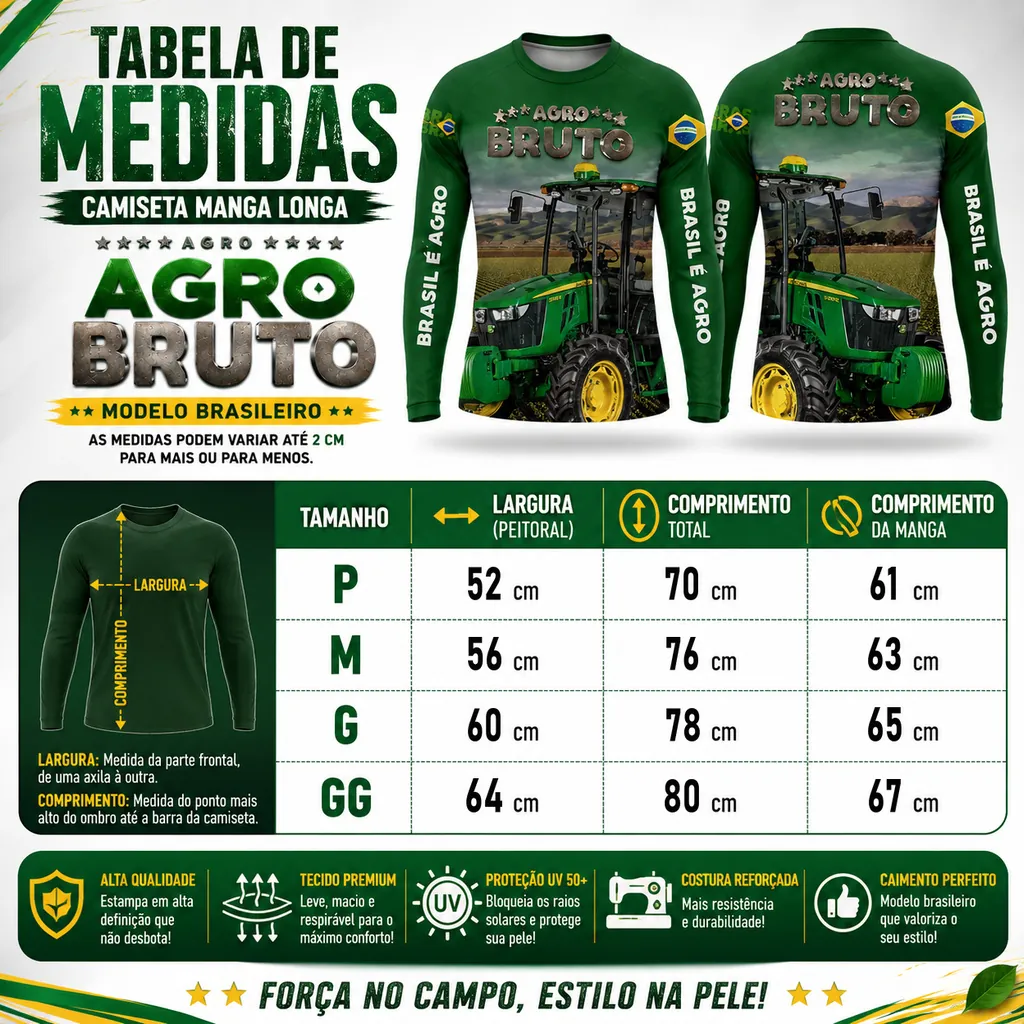 TABELA DE
MEDIDAS
CAMISETA MANGA LONGA
AGRO
AGRO
BRUTO
MODELO BRASILEIRO
AS MEDIDAS PODEM VARIAR ATÉ 2 CM
PARA MAIS OU PARA MENOS.
AGRO
BRUTO
BRASIL É AGRO
BRASIL É AGRO
AGRO
BRUTO
BRASIL É AGRO
TAMANHO
LARGURA
(PEITORAL)
COMPRIMENTO
TOTAL
COMPRIMENTO
DA MANGA
P 52 cm 70 cm 61 cm
M 56 cm 76 cm 63 cm
G 60 cm 78 cm 65 cm
GG 64 cm 80 cm 67 cm
LARGURA
COMPRIMENTO
LARGURA: Medida da parte frontal,
de uma axila à outra.
COMPRIMENTO: Medida do ponto mais
alto do ombro até a barra da camiseta.
ALTA QUALIDADE
Estampa em alta
definição que
não desbota!
TECIDO PREMIUM
Leve, macio e
respirável para o
máximo conforto!
UV
PROTEÇÃO UV 50+
Bloqueia os raios
solares e protege
sua pele!
COSTURA REFORÇADA
Mais resistência
e durabilidade!
CAIMENTO PERFEITO
Modelo brasileiro
que valoriza o
seu estilo!
FORÇA NO CAMPO, ESTILO NA PELE!